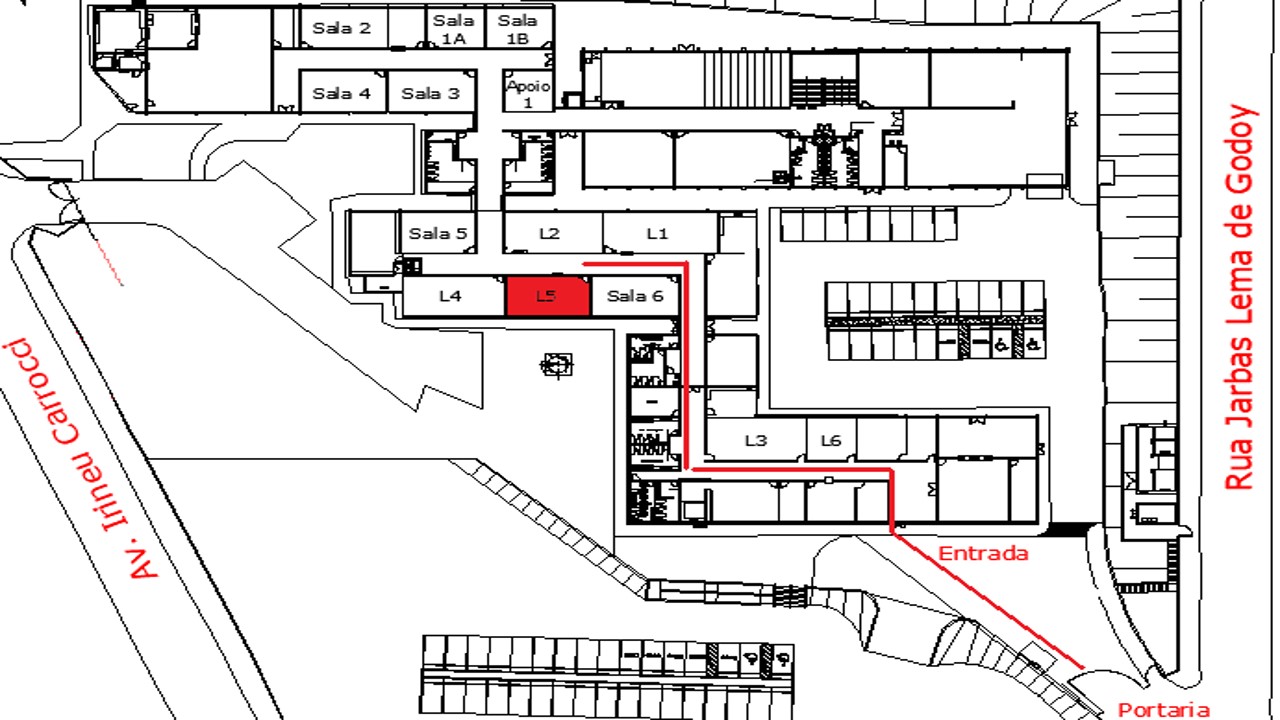 Sala 2
Sala
1A
Sala
1B
Sala 4
Sala 3
Apoio
1
Sala 5
L2
L1
L4
L5
Sala 6
L3
L6
Entrada
Portaria
Av. Irineu Carrocci
Rua Jarbas Lema de Godoy